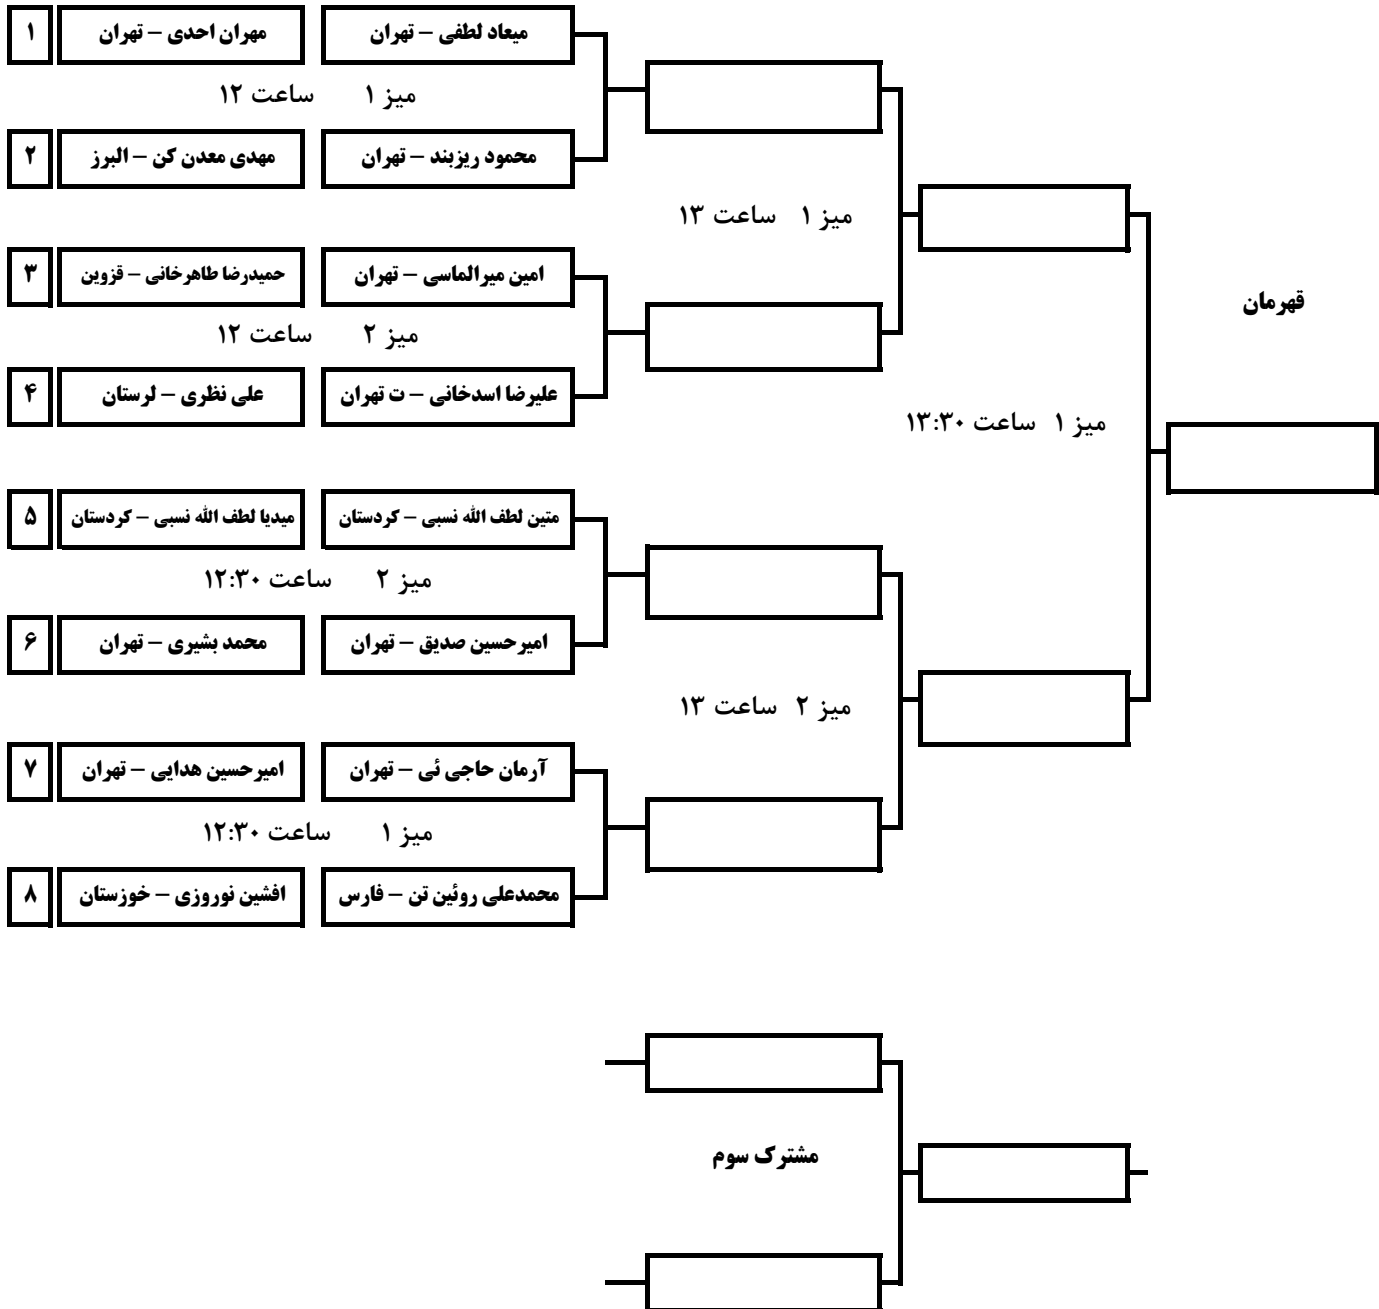 ۱ مهران احدی – تهران میعاد لطفی – تهران
میز ۱ ساعت ۱۲
۲ مهدی معدن کن – البرز محمود ریزبند – تهران
میز ۱ ساعت ۱۳
۳ حمیدرضا طاهرخانی – قزوین امین میرالماسی – تهران
قهرمان
میز ۲ ساعت ۱۲
۴ علی نظری – لرستان علیرضا اسدخانی – ت تهران
میز ۱ ساعت ۱۳:۳۰
۵ میدیا لطف الله نسبی – کردستان متین لطف الله نسبی – کردستان
میز ۲ ساعت ۱۲:۳۰
۶ محمد بشیری – تهران امیرحسین صدیق – تهران
میز ۲ ساعت ۱۳
۷ امیرحسین هدایی – تهران آرمان حاجی ئی – تهران
میز ۱ ساعت ۱۲:۳۰
۸ افشین نوروزی – خوزستان محمدعلی روئین تن – فارس
مشترک سوم